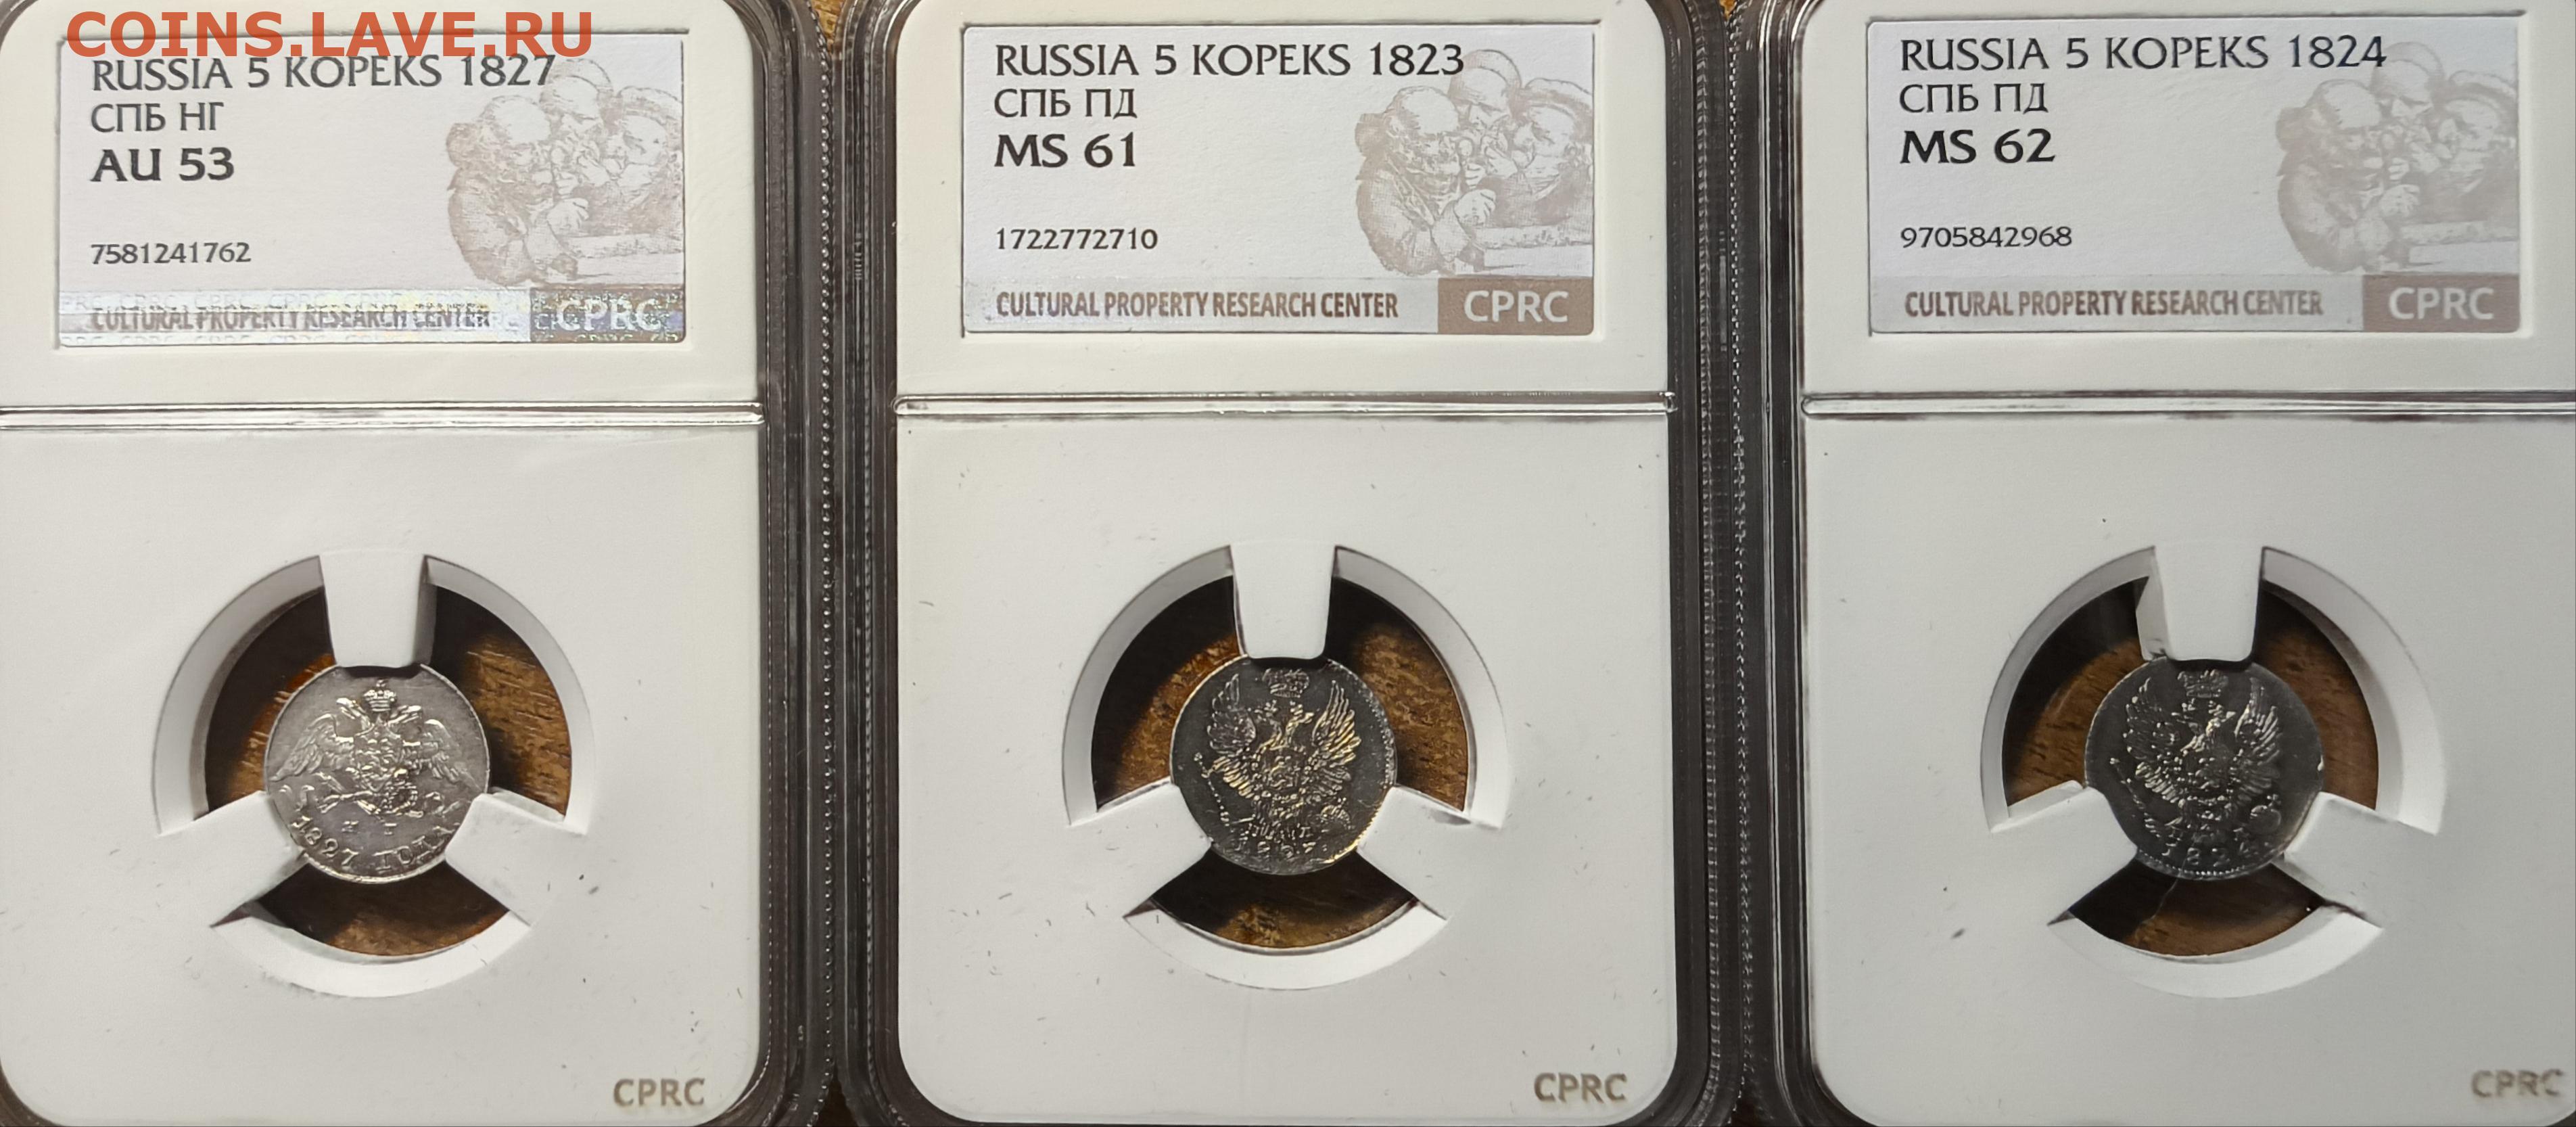 COINS.LAVE.RU
RUSSIA 5 KOPEKS 1827
СПБ НГ
AU 53
7581241762
CULTURAL PROPERTY RESEARCH CENTER CPRC
1827 ГОДА
CPRC
RUSSIA 5 KOPEKS 1823
СПБ ПД
MS 61
1722772710
CULTURAL PROPERTY RESEARCH CENTER CPRC
CPRC
RUSSIA 5 KOPEKS 1824
СПБ ПД
MS 62
9705842968
CULTURAL PROPERTY RESEARCH CENTER CPRC
1824
CPRC